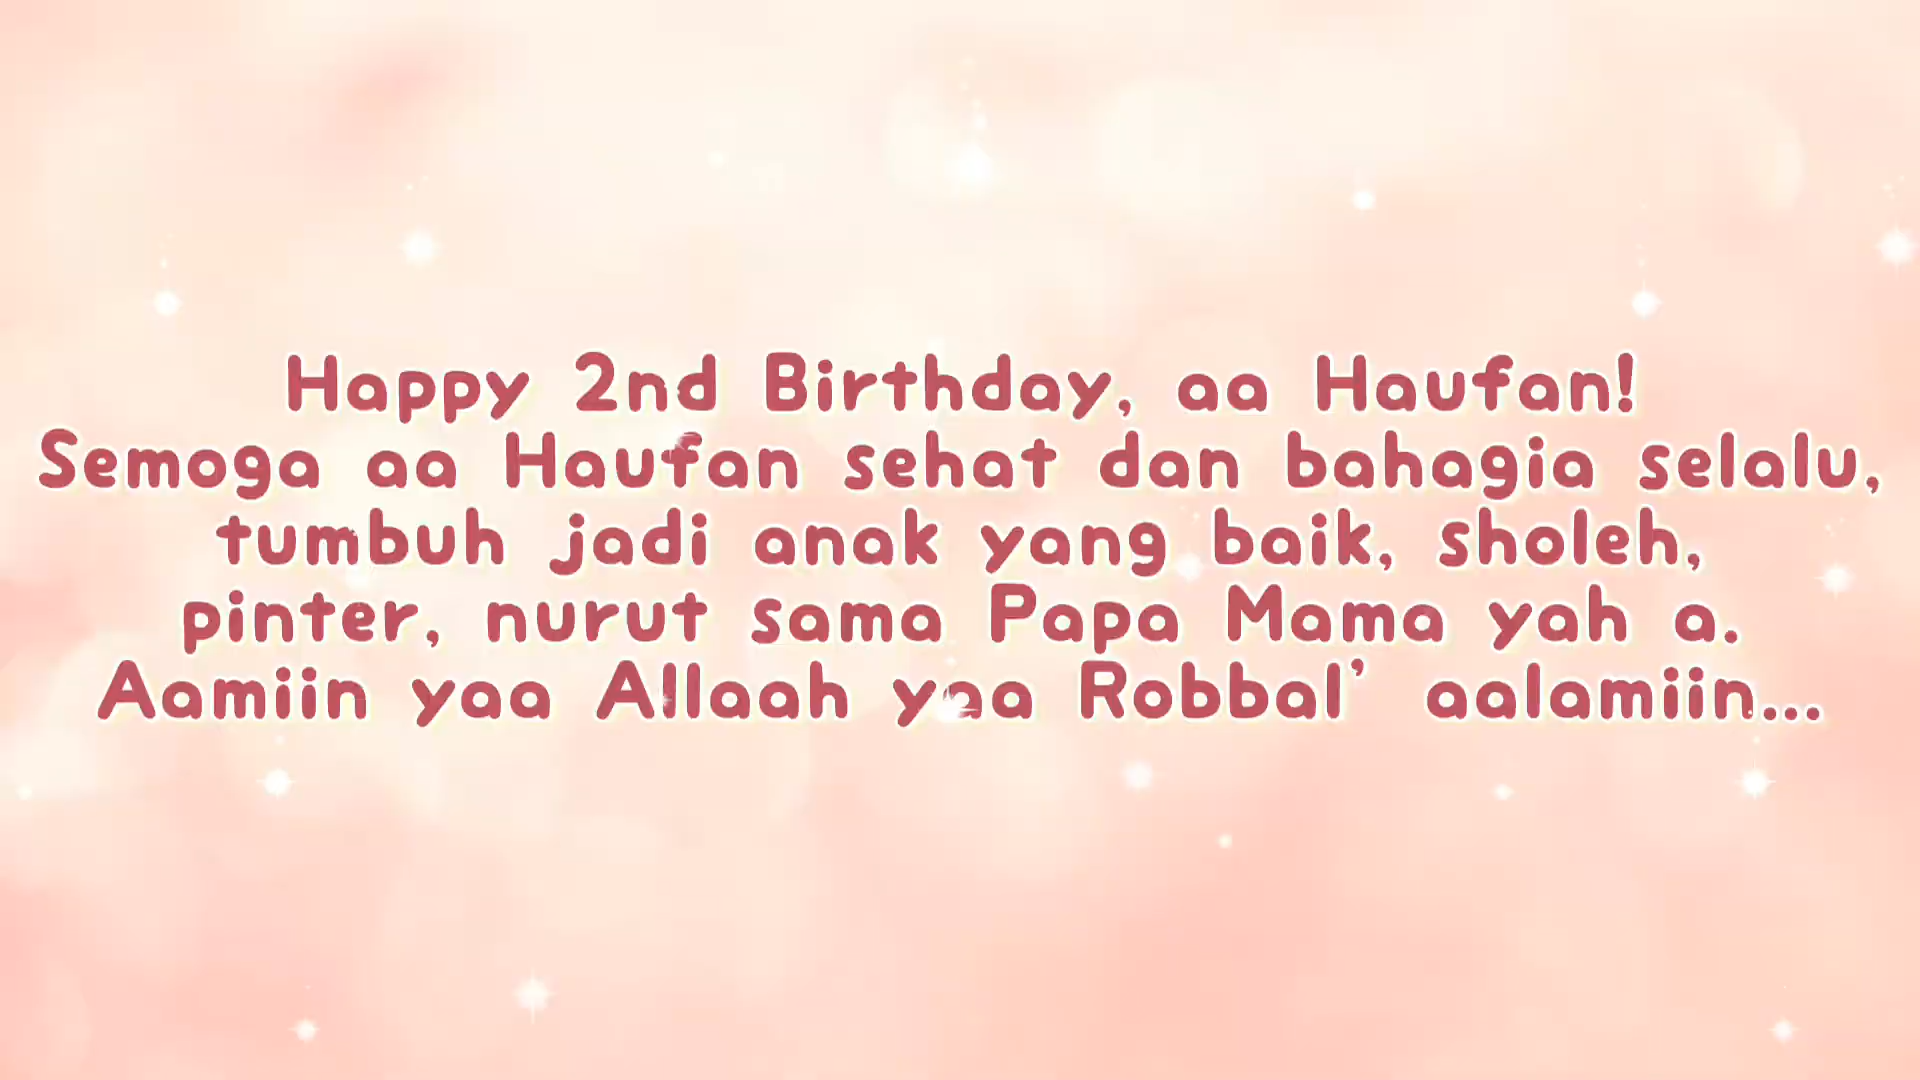 Happy 2nd Birthday, aa Haufan!
Semoga aa Haufan sehat dan bahagia selalu,
tumbuh jadi anak yang baik, sholeh,
pinter, nurut sama Papa Mama yah a.
Aamiin yaa Allaah yaa Robbal’ aalamiin...